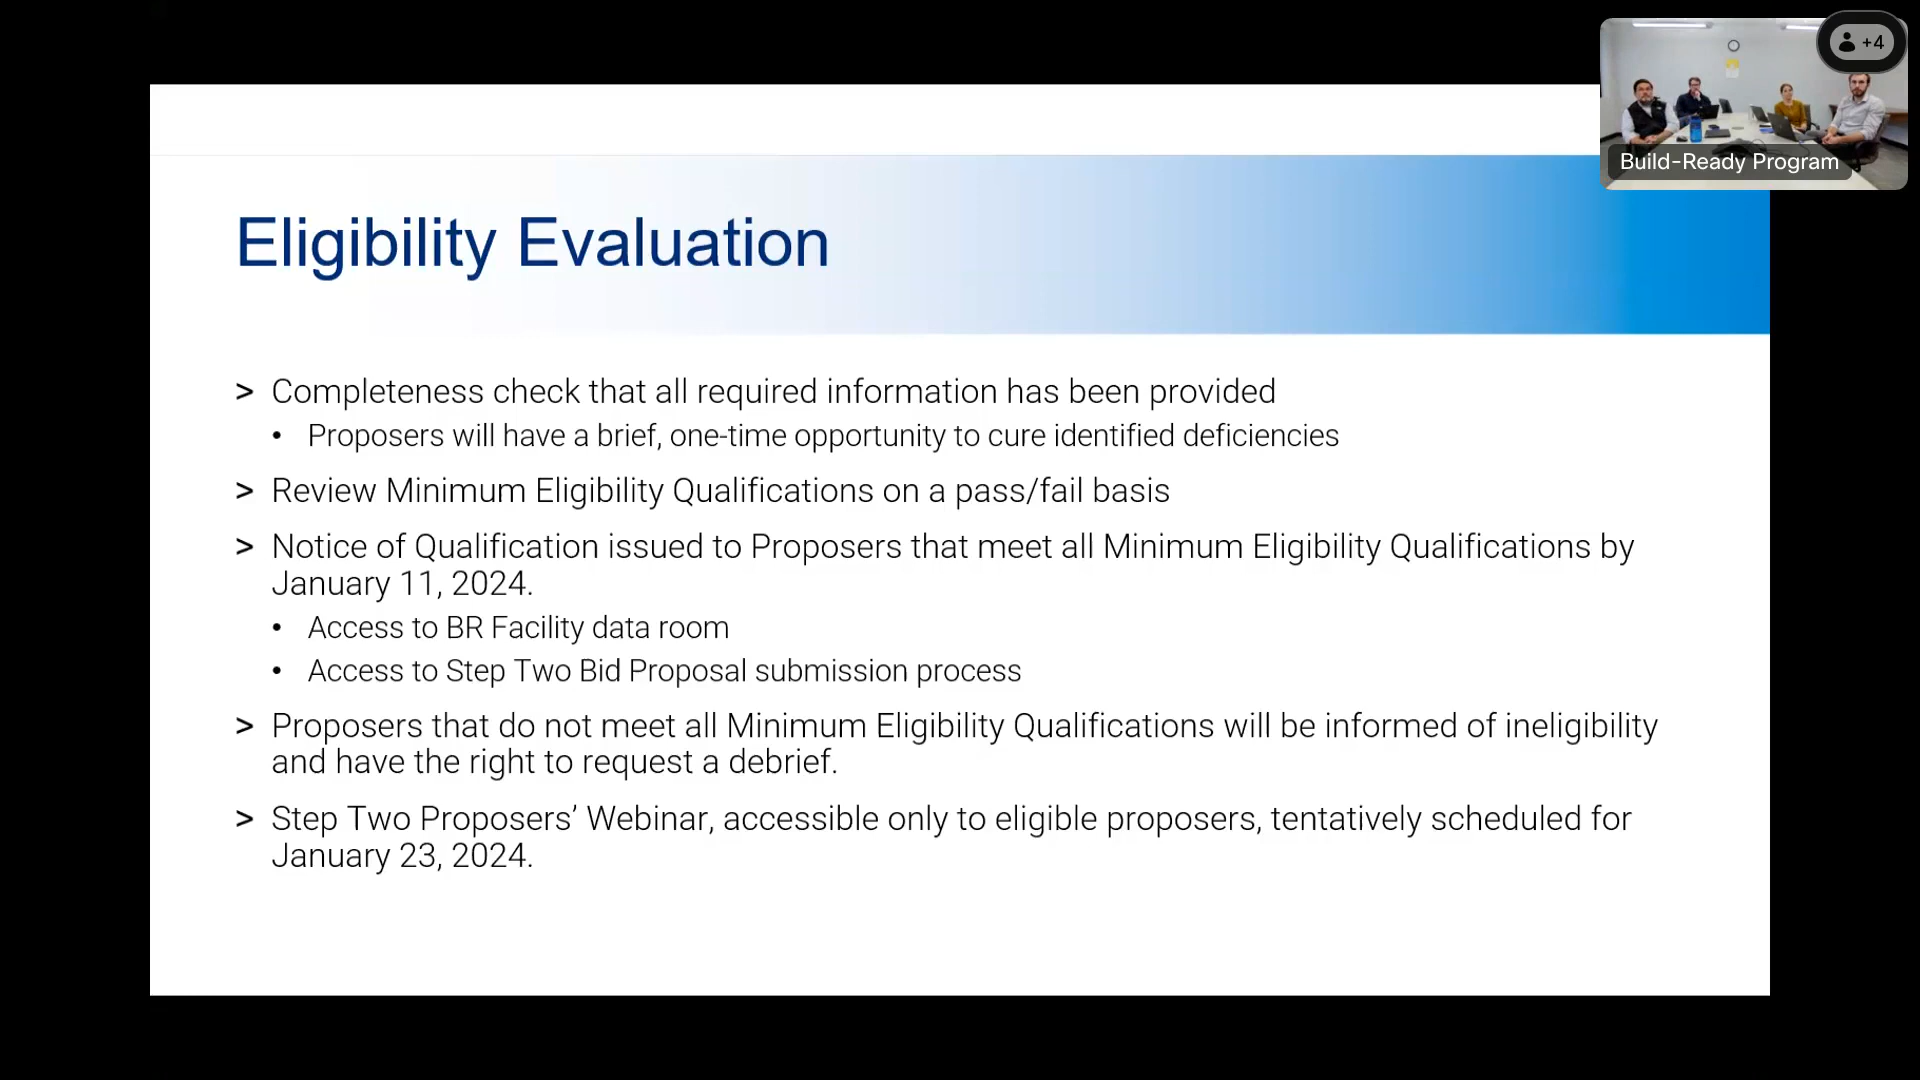 +4
Build-Ready Program
Eligibility Evaluation
> Completeness check that all required information has been provided
• Proposers will have a brief, one-time opportunity to cure identified deficiencies
> Review Minimum Eligibility Qualifications on a pass/fail basis
> Notice of Qualification issued to Proposers that meet all Minimum Eligibility Qualifications by
January 11, 2024.
• Access to BR Facility data room
• Access to Step Two Bid Proposal submission process
> Proposers that do not meet all Minimum Eligibility Qualifications will be informed of ineligibility
and have the right to request a debrief.
> Step Two Proposers’ Webinar, accessible only to eligible proposers, tentatively scheduled for
January 23, 2024.